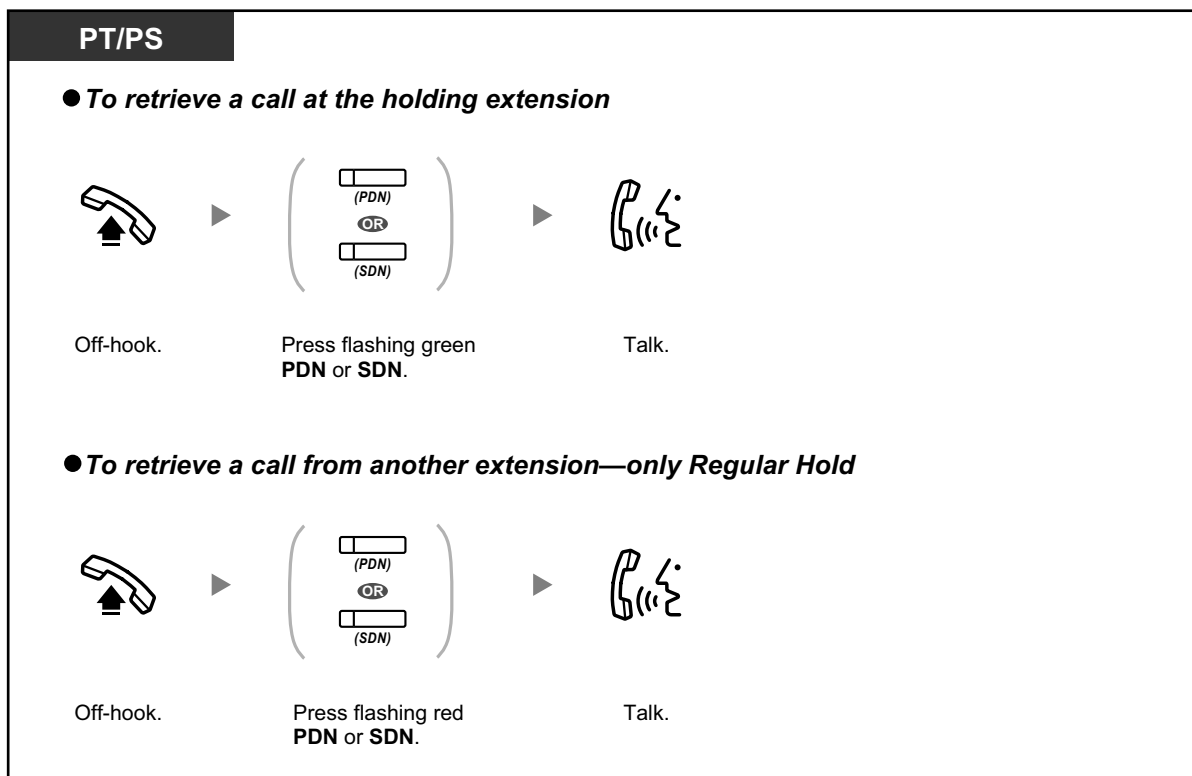 PT/PS
● To retrieve a call at the holding extension
(PDN)
OR
(SDN)
Off-hook.
Press flashing green
PDN or SDN.
Talk.
● To retrieve a call from another extension—only Regular Hold
(PDN)
OR
(SDN)
Off-hook.
Press flashing red
PDN or SDN.
Talk.